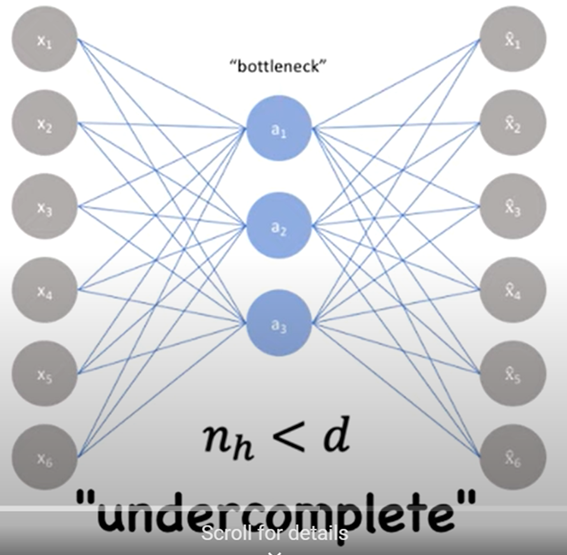 "bottleneck"
x₁ a₁ x̂₁
x₂ a₂ x̂₂
x₃ a₃ x̂₃
x₄ x̂₄
x₅ x̂₅
x₆ x̂₆
nₕ < d
"undercomplete"
Scroll for details